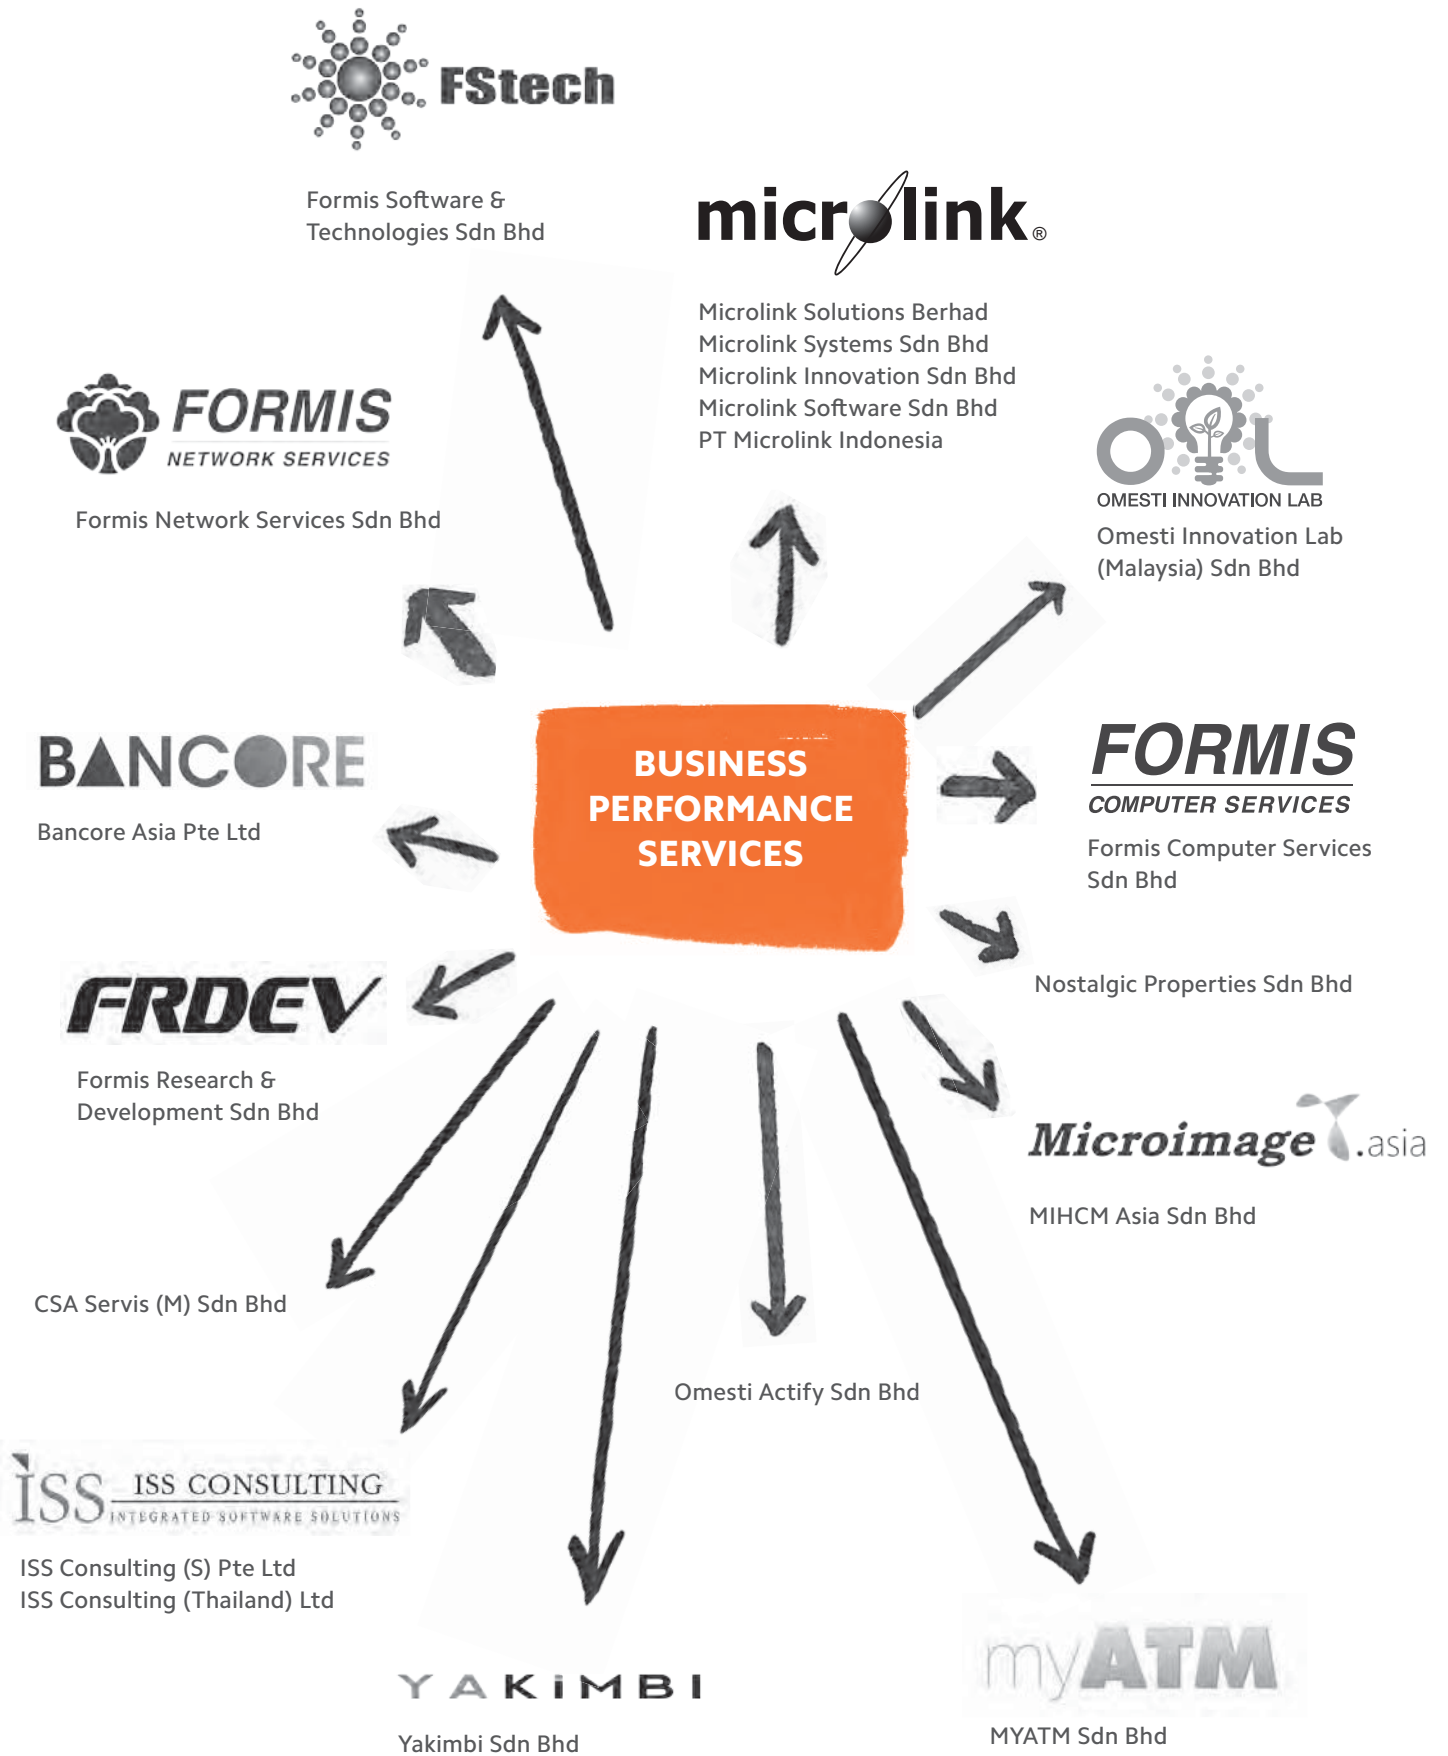 FStech
Formis Software &
Technologies Sdn Bhd
microlink®
Microlink Solutions Berhad
Microlink Systems Sdn Bhd
Microlink Innovation Sdn Bhd
Microlink Software Sdn Bhd
PT Microlink Indonesia
FORMIS
NETWORK SERVICES
Formis Network Services Sdn Bhd
OIL
OMESTI INNOVATION LAB
Omesti Innovation Lab
(Malaysia) Sdn Bhd
BUSINESS
PERFORMANCE
SERVICES
BANCORE
Bancore Asia Pte Ltd
FORMIS
COMPUTER SERVICES
Formis Computer Services
Sdn Bhd
Nostalgic Properties Sdn Bhd
FRDEV
Formis Research &
Development Sdn Bhd
Microimage.asia
MIHCM Asia Sdn Bhd
CSA Servis (M) Sdn Bhd
Omesti Actify Sdn Bhd
ISS
ISS CONSULTING
INTEGRATED SOFTWARE SOLUTIONS
ISS Consulting (S) Pte Ltd
ISS Consulting (Thailand) Ltd
YAKiMBI
Yakimbi Sdn Bhd
myATM
MYATM Sdn Bhd